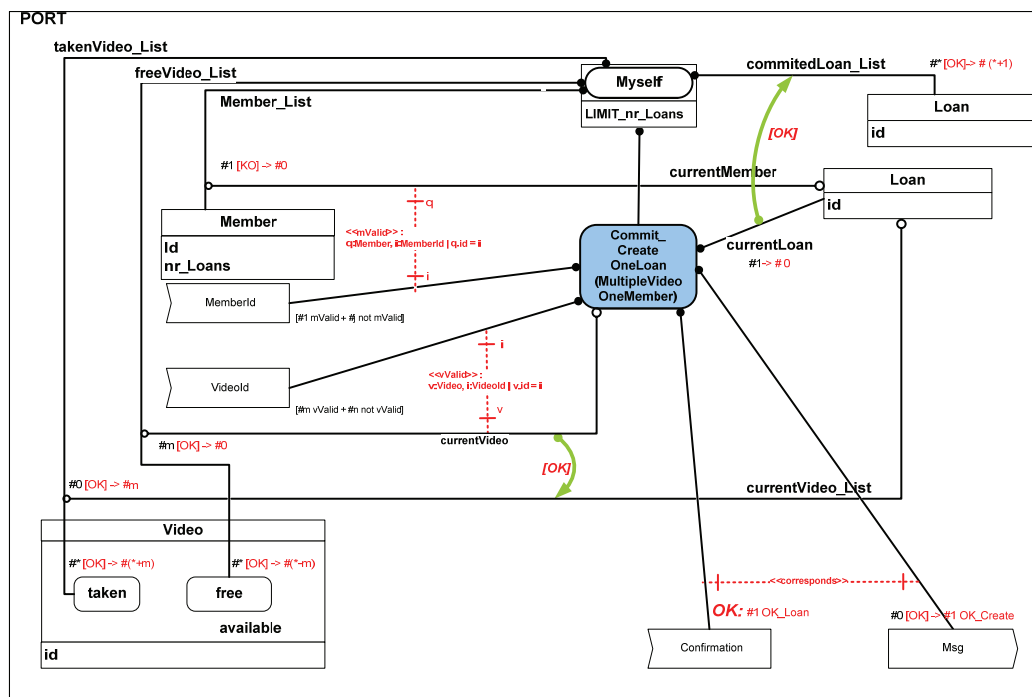 PORT
takenVideo_List
freeVideo_List
Member_List
Myself
LIMIT_nr_Loans
commitedLoan_List
#* [OK]-> # (*+1)
Loan
id
[OK]
#1 [KO] -> #0
currentMember
Loan
id
Member
Id
nr_Loans
q
<<mValid>> :
q:Member, i:MemberId | q.id = i
i
Commit_
Create
OneLoan
(MultipleVideo
OneMember)
currentLoan
#1-> # 0
MemberId
[#1 mValid + #j not mValid]
i
<<vValid>> :
v:Video, i:VideoId | v.id = i
v
VideoId
[#m vValid + #n not vValid]
currentVideo
#m [OK] -> #0
[OK]
#0 [OK] -> #m
currentVideo_List
Video
#* [OK] -> #(*+m)
#* [OK] -> #(*-m)
taken
free
available
id
<<corresponds>>
OK: #1 OK_Loan
#0 [OK] -> #1 OK_Create
Confirmation
Msg